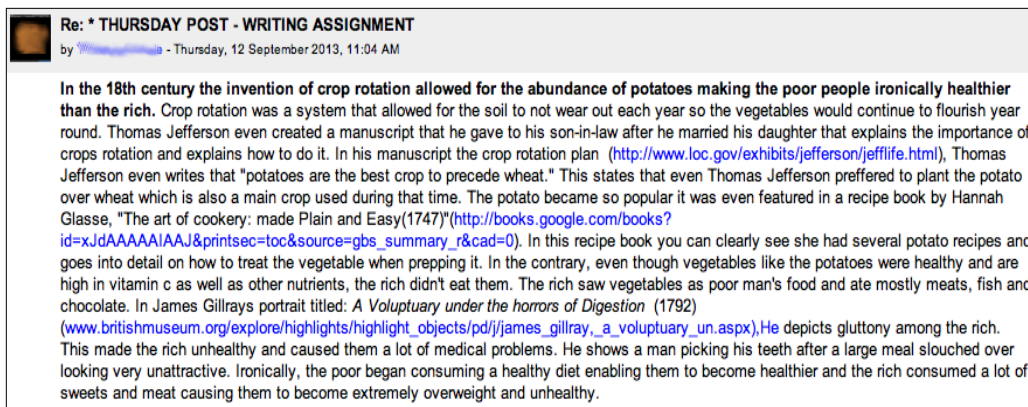 Re: * THURSDAY POST - WRITING ASSIGNMENT
by - Thursday, 12 September 2013, 11:04 AM
In the 18th century the invention of crop rotation allowed for the abundance of potatoes making the poor people ironically healthier
than the rich. Crop rotation was a system that allowed for the soil to not wear out each year so the vegetables would continue to flourish year
round. Thomas Jefferson even created a manuscript that he gave to his son-in-law after he married his daughter that explains the importance of
crops rotation and explains how to do it. In his manuscript the crop rotation plan (http://www.loc.gov/exhibits/jefferson/jefflife.html), Thomas
Jefferson even writes that "potatoes are the best crop to precede wheat." This states that even Thomas Jefferson preffered to plant the potato
over wheat which is also a main crop used during that time. The potato became so popular it was even featured in a recipe book by Hannah
Glasse, "The art of cookery: made Plain and Easy(1747)"(http://books.google.com/books?
id=xJdAAAAAIAAJ&printsec=toc&source=gbs_summary_r&cad=0). In this recipe book you can clearly see she had several potato recipes and
goes into detail on how to treat the vegetable when prepping it. In the contrary, even though vegetables like the potatoes were healthy and are
high in vitamin c as well as other nutrients, the rich didn't eat them. The rich saw vegetables as poor man's food and ate mostly meats, fish and
chocolate. In James Gillrays portrait titled: A Voluptuary under the horrors of Digestion (1792)
(www.britishmuseum.org/explore/highlights/highlight_objects/pd/j/james_gillray,_a_voluptuary_un.aspx),He depicts gluttony among the rich.
This made the rich unhealthy and caused them a lot of medical problems. He shows a man picking his teeth after a large meal slouched over
looking very unattractive. Ironically, the poor began consuming a healthy diet enabling them to become healthier and the rich consumed a lot of
sweets and meat causing them to become extremely overweight and unhealthy.